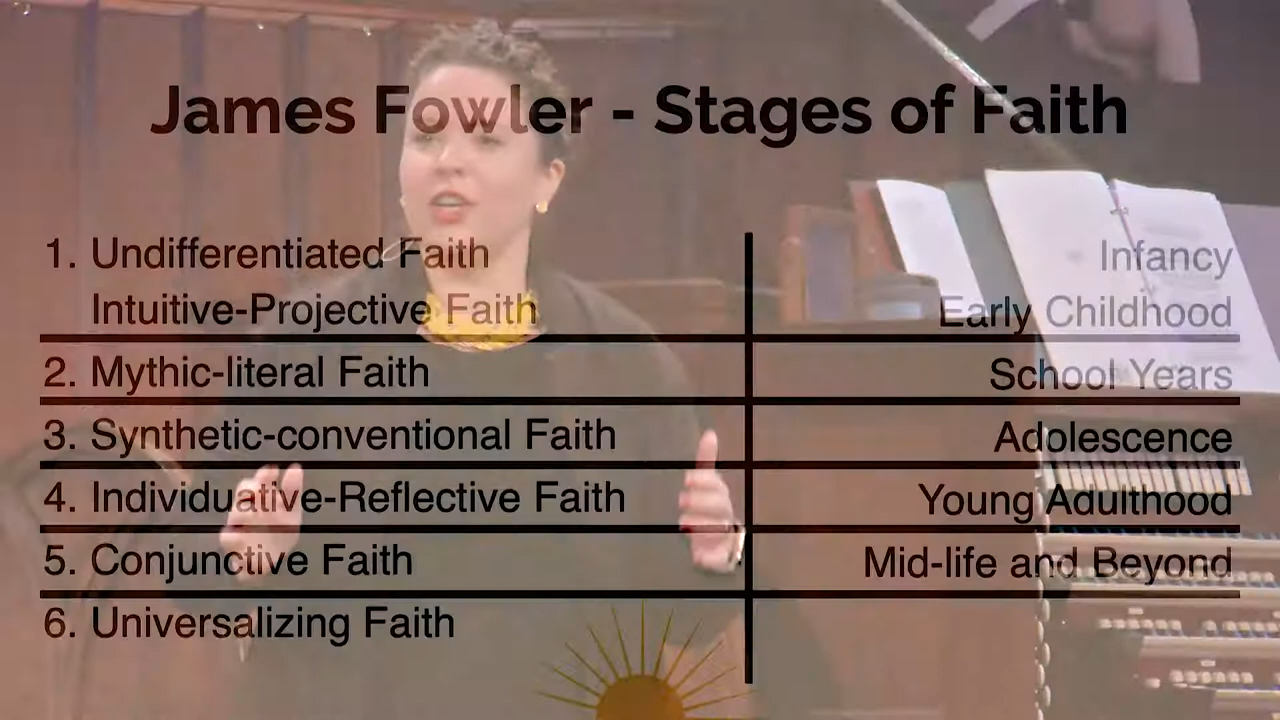 James Fowler - Stages of Faith
1. Undifferentiated Faith Infancy
Intuitive-Projective Faith Early Childhood
2. Mythic-literal Faith School Years
3. Synthetic-conventional Faith Adolescence
4. Individuative-Reflective Faith Young Adulthood
5. Conjunctive Faith Mid-life and Beyond
6. Universalizing Faith